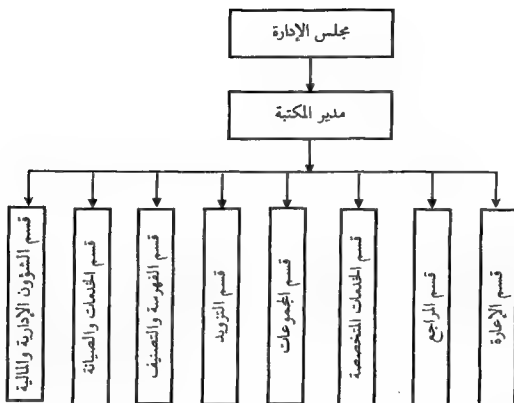 مجلس الإدارة
مدير المكتبة
قسم الإعارة
قسم المراجع
قسم الخدمات المتخصصة
قسم المجموعات
قسم التزويد
قسم الفهرسة والتصنيف
قسم الخدمات والصيانة
قسم الشؤون الإدارية والمالية